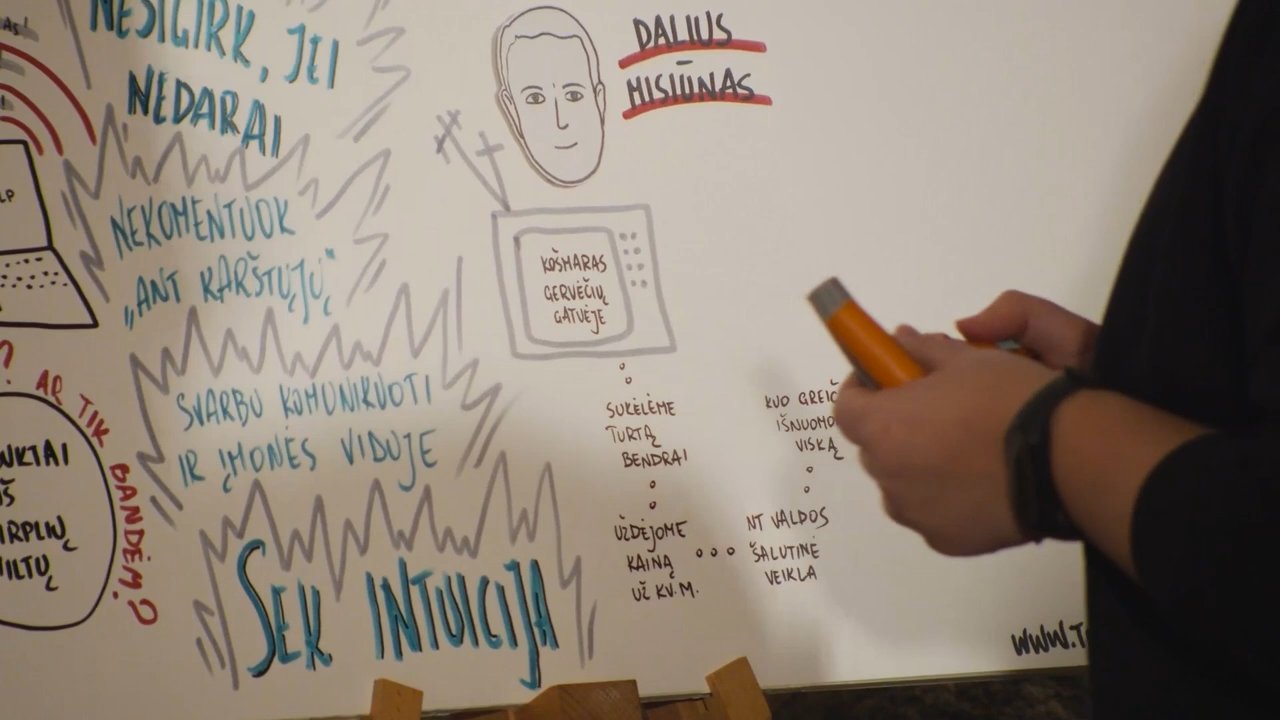 NESIGIRK, JEI
NEDARAI
NEKOMENTUOK
„ANT KARŠTŲJŲ"
SVARBU KOMUNIKUOTI
IR ĮMONĖS VIDUJE
SEK INTUICIJA
? AR TIK
BANDĖM?
DALIUS
MISIŪNAS
KOŠMARAS
GERVĖČIŲ
GATVĖJE
SUKĖLĖME
TURTĄ
BENDRAI
UŽDĖJOME
KAINĄ
UŽ KV.M.
NT VALDOS
ŠALUTINĖ
VEIKLA
KUO
VISKĄ